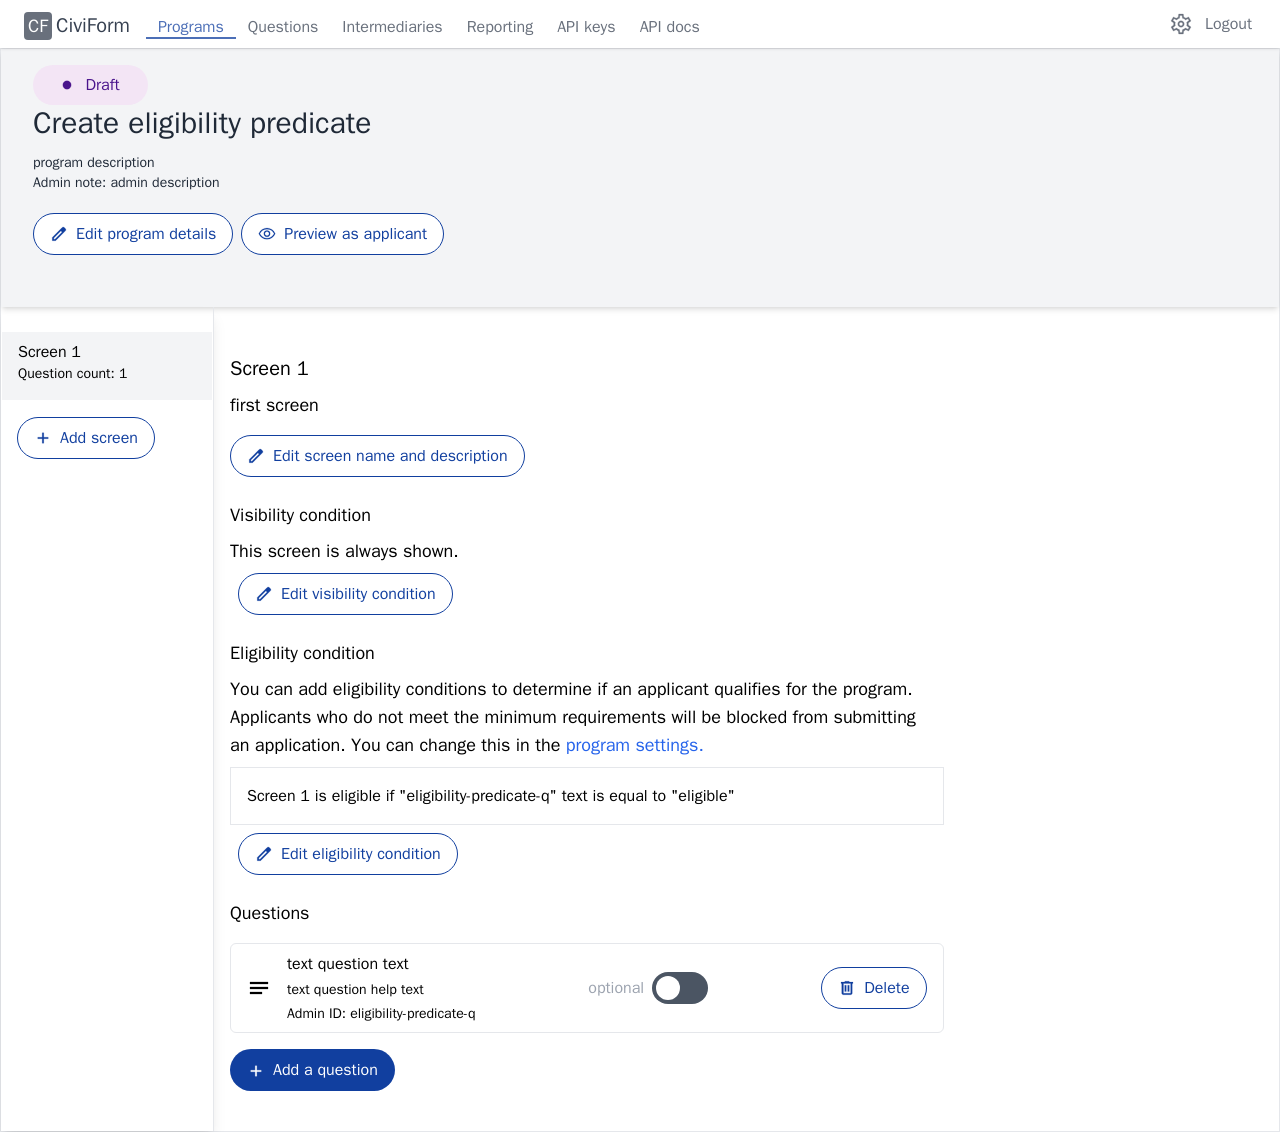 CF CiviForm Programs Questions Intermediaries Reporting API keys API docs Logout
Draft
Create eligibility predicate
program description
Admin note: admin description
Edit program details Preview as applicant
Screen 1
Question count: 1
Add screen
Screen 1
first screen
Edit screen name and description
Visibility condition
This screen is always shown.
Edit visibility condition
Eligibility condition
You can add eligibility conditions to determine if an applicant qualifies for the program.
Applicants who do not meet the minimum requirements will be blocked from submitting
an application. You can change this in the program settings.
Screen 1 is eligible if "eligibility-predicate-q" text is equal to "eligible"
Edit eligibility condition
Questions
text question text
text question help text
Admin ID: eligibility-predicate-q
optional
Delete
Add a question